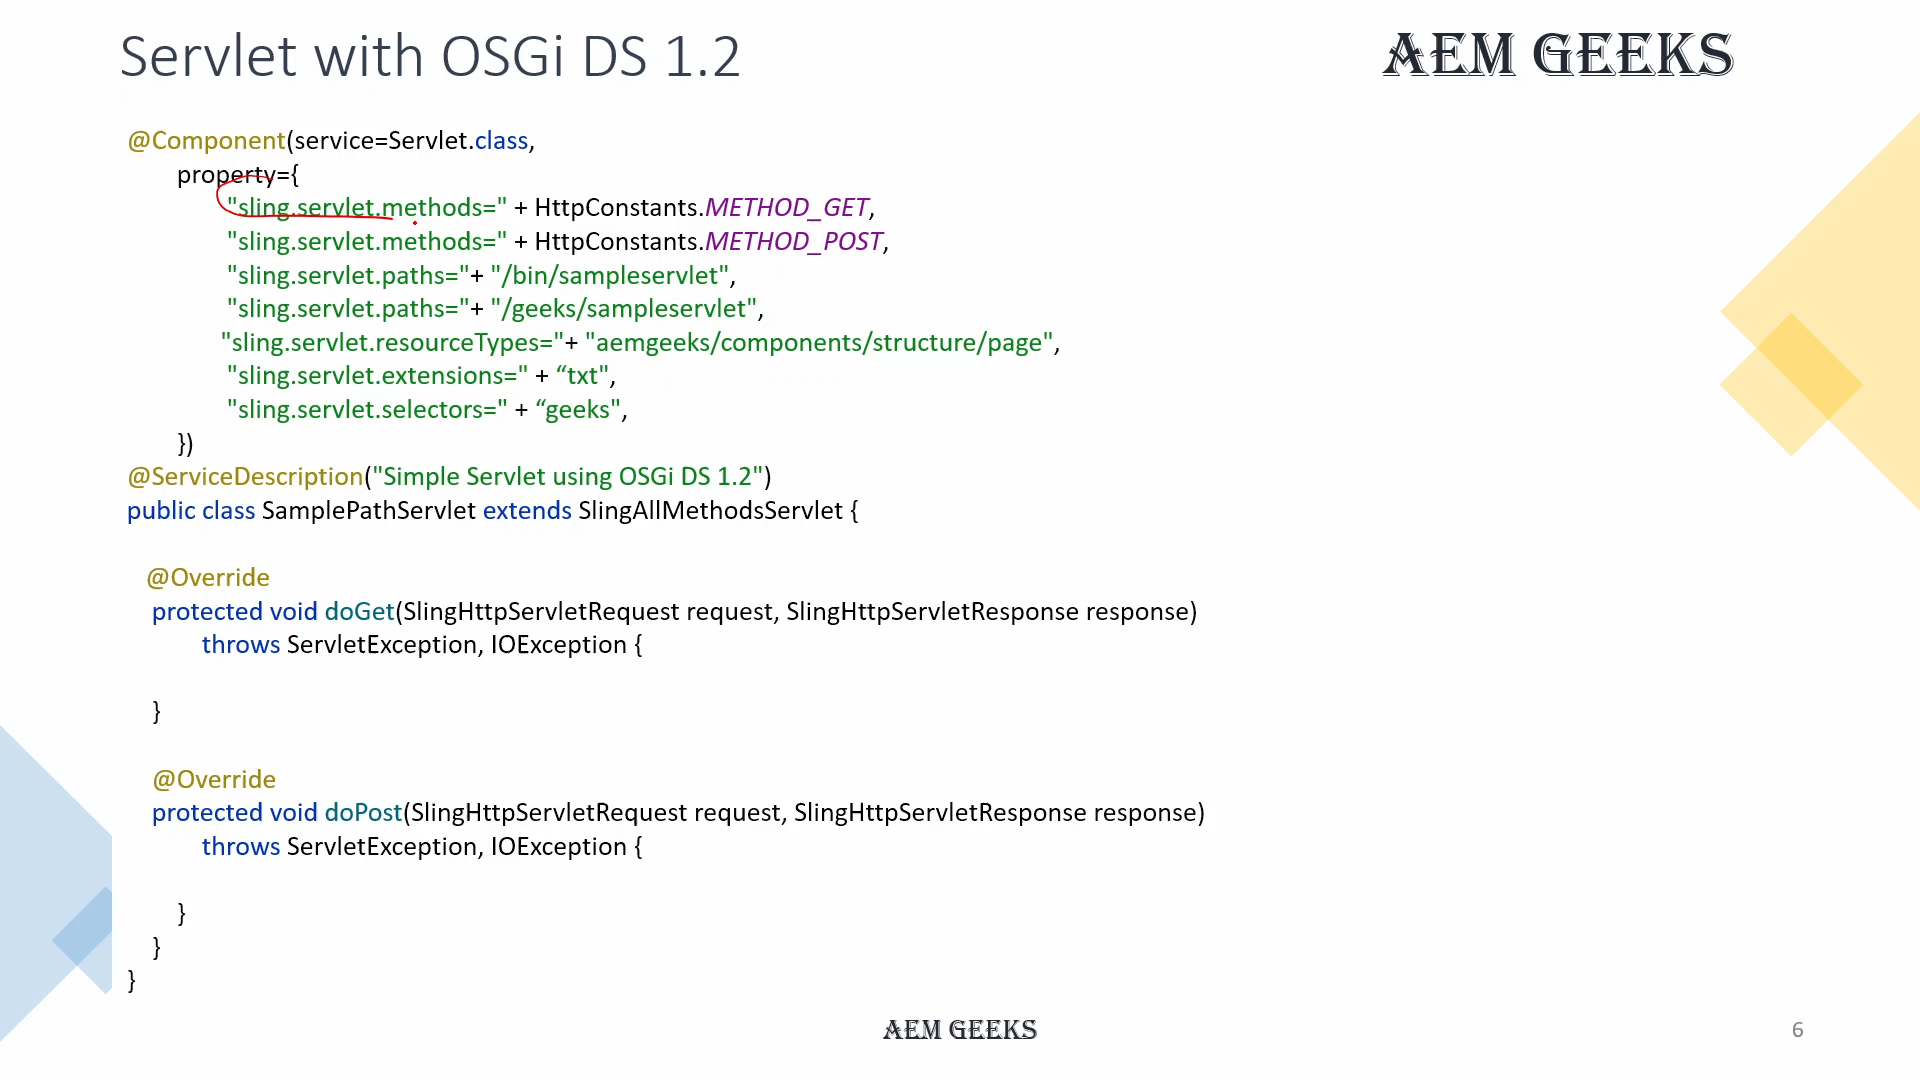 Servlet with OSGi DS 1.2
AEM GEEKS
@Component(service=Servlet.class,
property={
"sling.servlet.methods=" + HttpConstants.METHOD_GET,
"sling.servlet.methods=" + HttpConstants.METHOD_POST,
"sling.servlet.paths="+ "/bin/sampleservlet",
"sling.servlet.paths="+ "/geeks/sampleservlet",
"sling.servlet.resourceTypes="+ "aemgeeks/components/structure/page",
"sling.servlet.extensions=" + “txt",
"sling.servlet.selectors=" + “geeks",
})
@ServiceDescription("Simple Servlet using OSGi DS 1.2")
public class SamplePathServlet extends SlingAllMethodsServlet {
@Override
protected void doGet(SlingHttpServletRequest request, SlingHttpServletResponse response)
throws ServletException, IOException {
}
@Override
protected void doPost(SlingHttpServletRequest request, SlingHttpServletResponse response)
throws ServletException, IOException {
}
}
}
AEM GEEKS
6